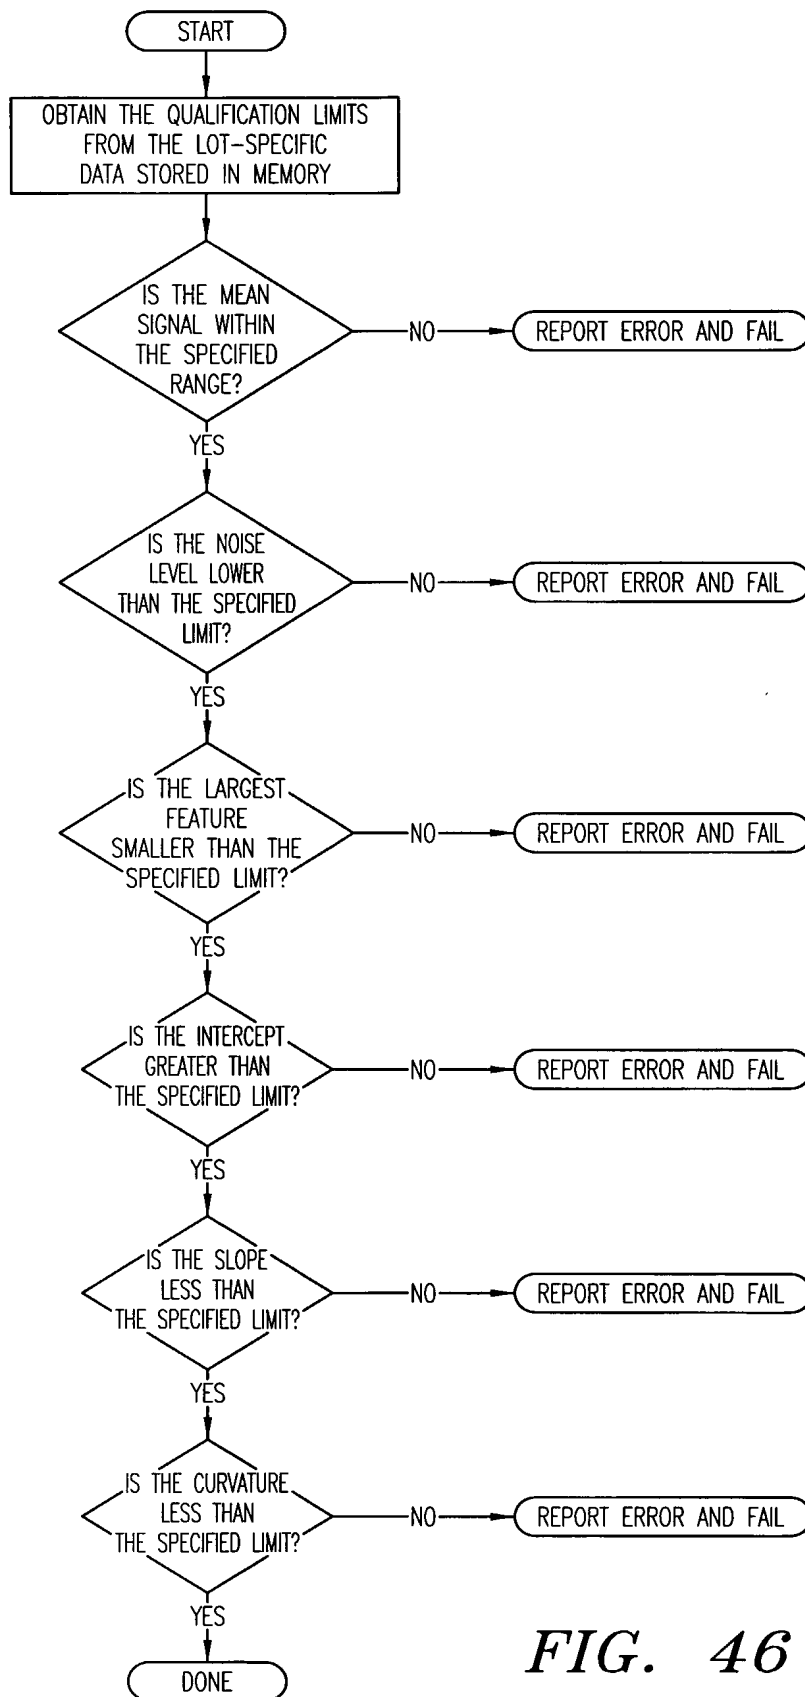 START
OBTAIN THE QUALIFICATION LIMITS
FROM THE LOT-SPECIFIC
DATA STORED IN MEMORY
IS THE MEAN
SIGNAL WITHIN
THE SPECIFIED
RANGE?
NO
REPORT ERROR AND FAIL
YES
IS THE NOISE
LEVEL LOWER
THAN THE SPECIFIED
LIMIT?
NO
REPORT ERROR AND FAIL
YES
IS THE LARGEST
FEATURE
SMALLER THAN THE
SPECIFIED LIMIT?
NO
REPORT ERROR AND FAIL
YES
IS THE INTERCEPT
GREATER THAN
THE SPECIFIED LIMIT?
NO
REPORT ERROR AND FAIL
YES
IS THE SLOPE
LESS THAN
THE SPECIFIED LIMIT?
NO
REPORT ERROR AND FAIL
YES
IS THE CURVATURE
LESS THAN
THE SPECIFIED LIMIT?
NO
REPORT ERROR AND FAIL
YES
DONE
FIG. 46